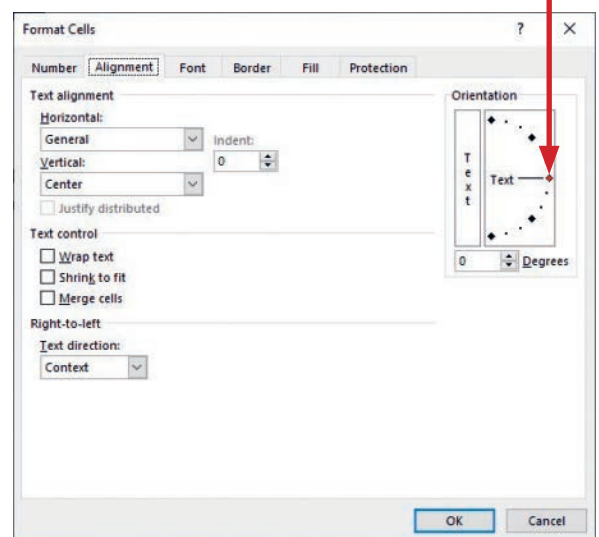 Format Cells ? ×
Number Alignment Font Border Fill Protection
Text alignment
Horizontal:
General
Indent:
0
Vertical:
Center
Justify distributed
Text control
Wrap text
Shrink to fit
Merge cells
Right-to-left
Text direction:
Context
Orientation
Text
Text
0 Degrees
OK Cancel